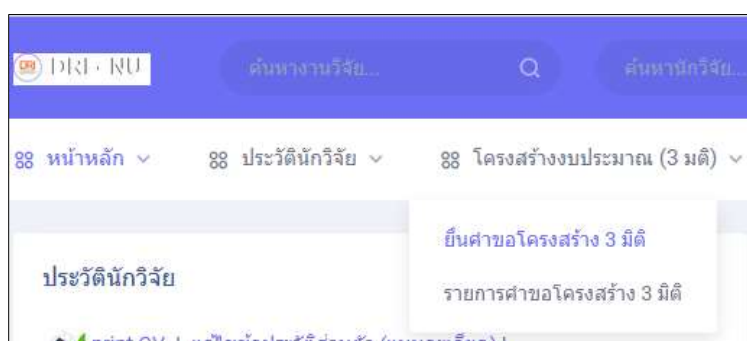 DRI - NU ค้นหางานวิจัย... ค้นหานักวิจัย...
หน้าหลัก ประวัตินักวิจัย โครงสร้างงบประมาณ (3 มติ)
ยื่นคำขอโครงสร้าง 3 มิติ
ประวัตินักวิจัย
รายการคำขอโครงสร้าง 3 มิติ
print CV